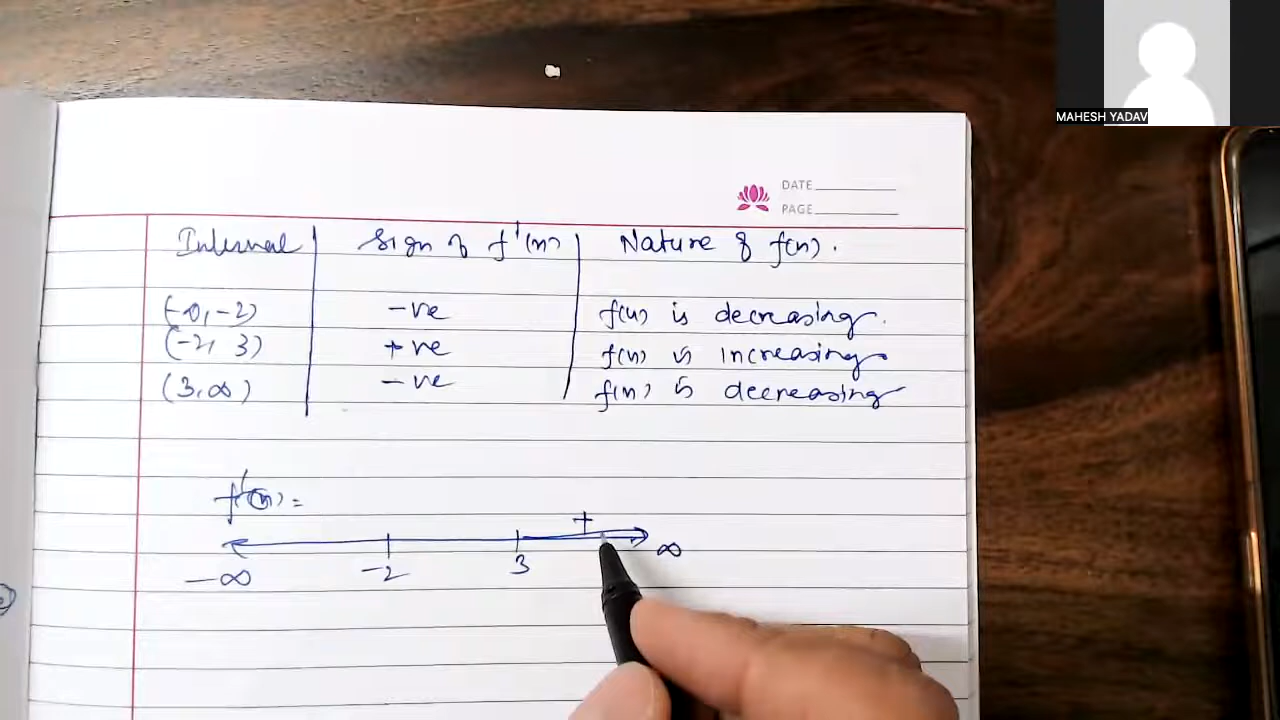 MAHESH YADAV
DATE
PAGE
Interval Sign of f'(x) Nature of f(x).
(-∞, -2) -ve f(x) is decreasing.
(-2, 3) +ve f(x) is increasing.
(3, ∞) -ve f(x) is decreasing
f'(x) =
+
-∞ -2 3 ∞